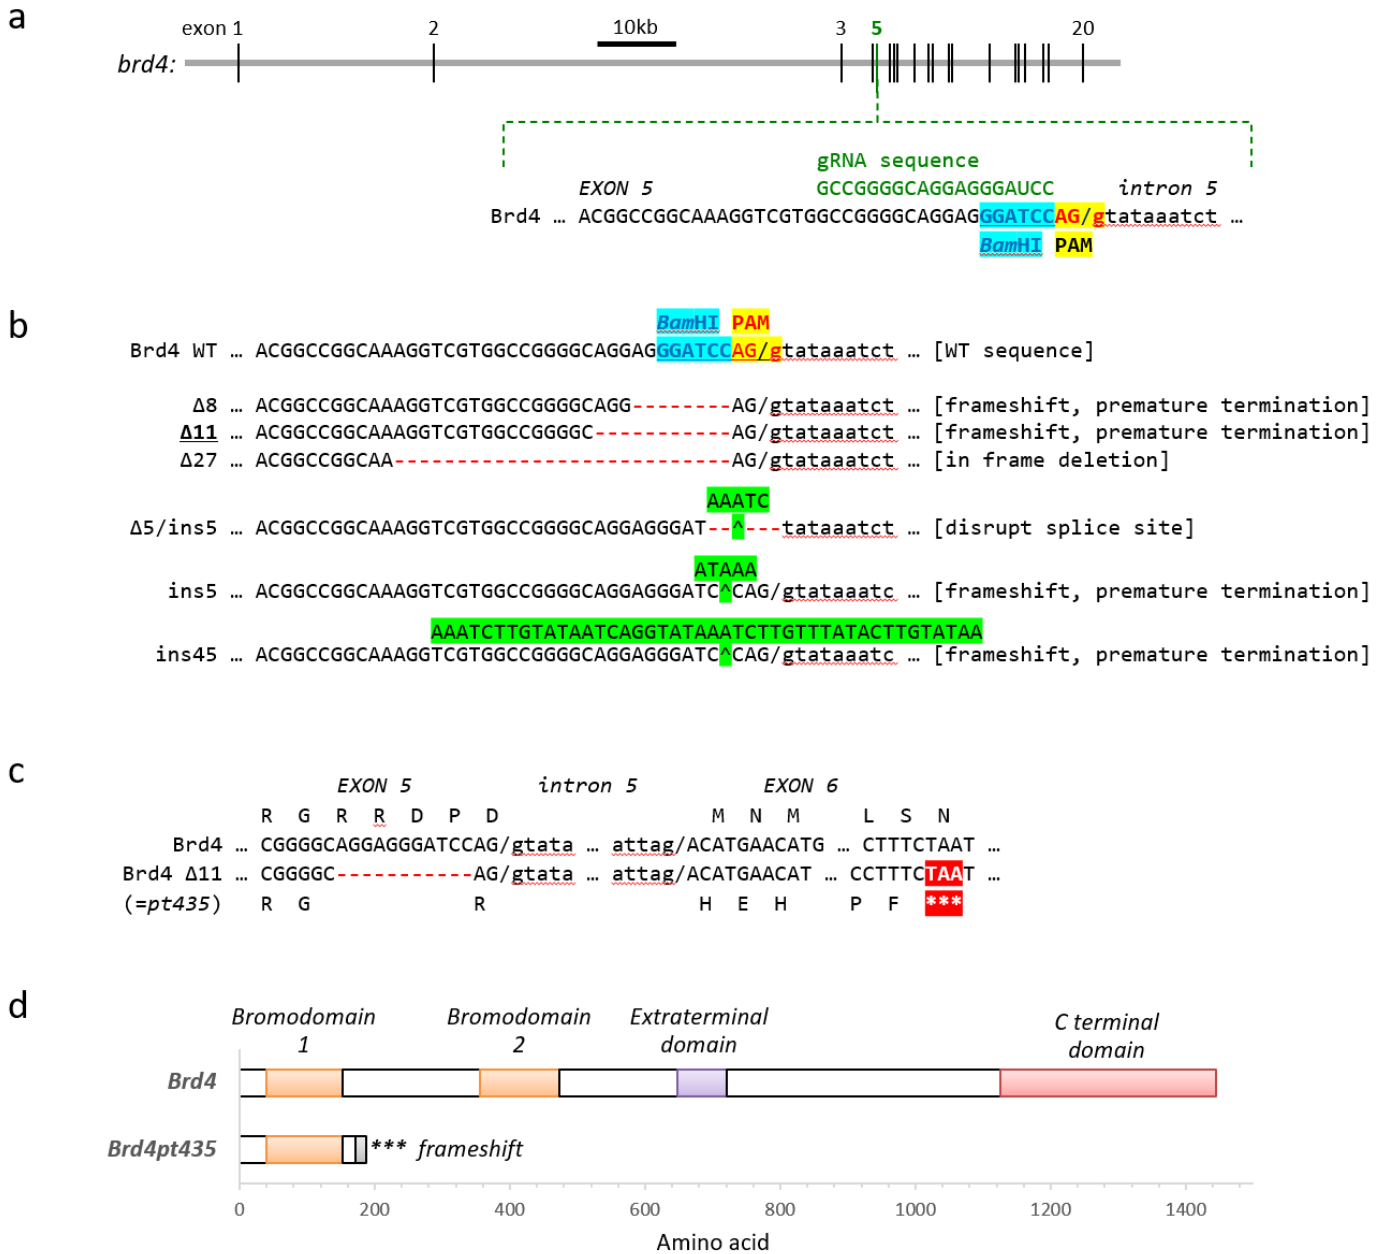 a
exon 1 2 10kb 3 5 20
brd4:
gRNA sequence
EXON 5 GCCGGGGCAGGAGGGAUCC intron 5
Brd4 … ACGGCCGGCAAAGGTCGTGGCCGGGGCAGGAGGGATCCAG/gtataaatct …
BamHI PAM
b
BamHI PAM
Brd4 WT … ACGGCCGGCAAAGGTCGTGGCCGGGGCAGGAGGGATCCAG/gtataaatct … [WT sequence]
Δ8 … ACGGCCGGCAAAGGTCGTGGCCGGGGCAGG--------AG/gtataaatct … [frameshift, premature termination]
Δ11 … ACGGCCGGCAAAGGTCGTGGCCGGGGC-----------AG/gtataaatct … [frameshift, premature termination]
Δ27 … ACGGCCGGCAA---------------------------AG/gtataaatct … [in frame deletion]
AAATC
Δ5/ins5 … ACGGCCGGCAAAGGTCGTGGCCGGGGCAGGAGGGAT--^---tataaatct … [disrupt splice site]
ATAAA
ins5 … ACGGCCGGCAAAGGTCGTGGCCGGGGCAGGAGGGATC^CAG/gtataaatc … [frameshift, premature termination]
AAATCTTGTATAATCAGGTATAAATCTTGTTTATACTTGTATAA
ins45 … ACGGCCGGCAAAGGTCGTGGCCGGGGCAGGAGGGATC^CAG/gtataaatc … [frameshift, premature termination]
c
EXON 5 intron 5 EXON 6
R G R R D P D M N M L S N
Brd4 … CGGGGCAGGAGGGATCCAG/gtata … attag/ACATGAACATG … CTTTCTAAT …
Brd4 Δ11 … CGGGGC-----------AG/gtata … attag/ACATGAACAT … CCTTTCTAAT …
(=pt435) R G R H E H P F ***
d
Bromodomain 1 Bromodomain 2 Extraterminal domain C terminal domain
Brd4
Brd4pt435 *** frameshift
0 200 400 600 800 1000 1200 1400
Amino acid